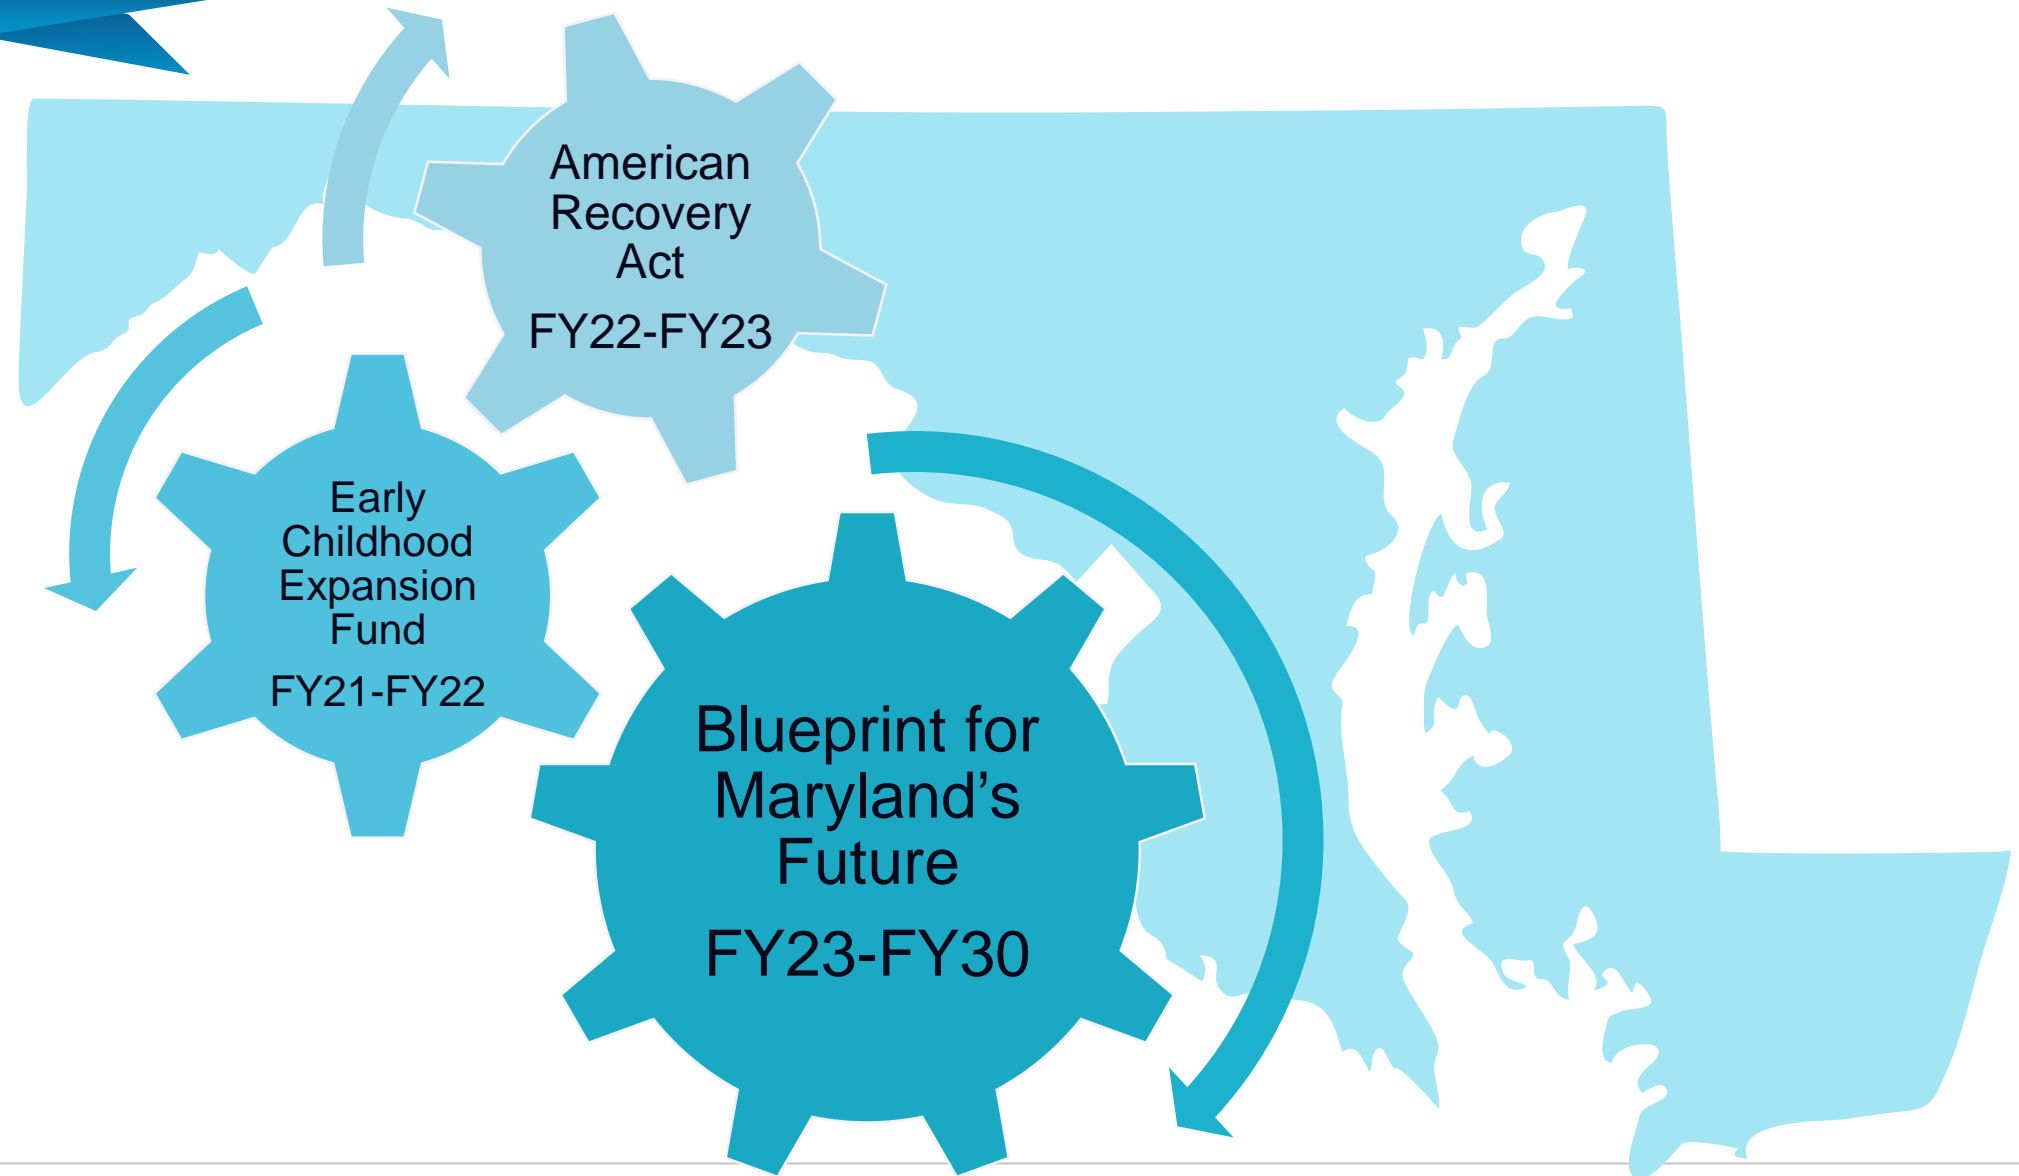 American
Recovery
Act
FY22-FY23
Early
Childhood
Expansion
Fund
FY21-FY22
Blueprint for
Maryland’s
Future
FY23-FY30